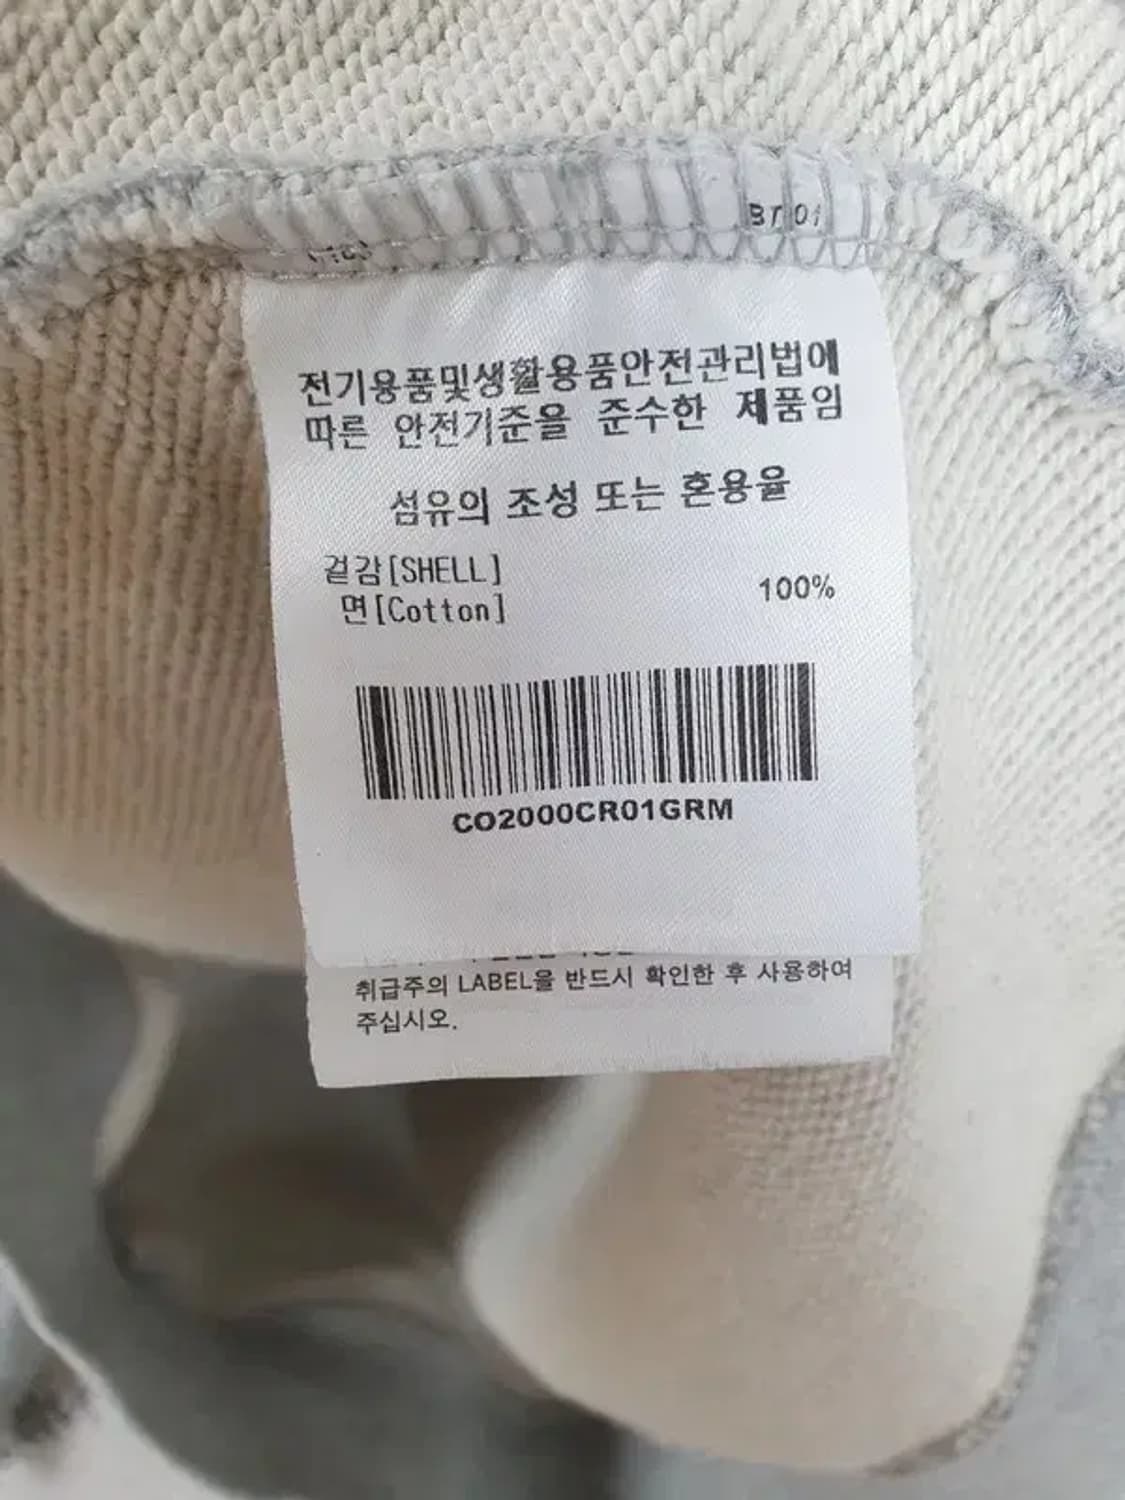 BT 01
전기용품및생활용품안전관리법에
따른 안전기준을 준수한 제품임
섬유의 조성 또는 혼용율
겉감[SHELL]
면[Cotton] 100%
CO2000CR01GRM
취급주의 LABEL을 반드시 확인한 후 사용하여
주십시오.